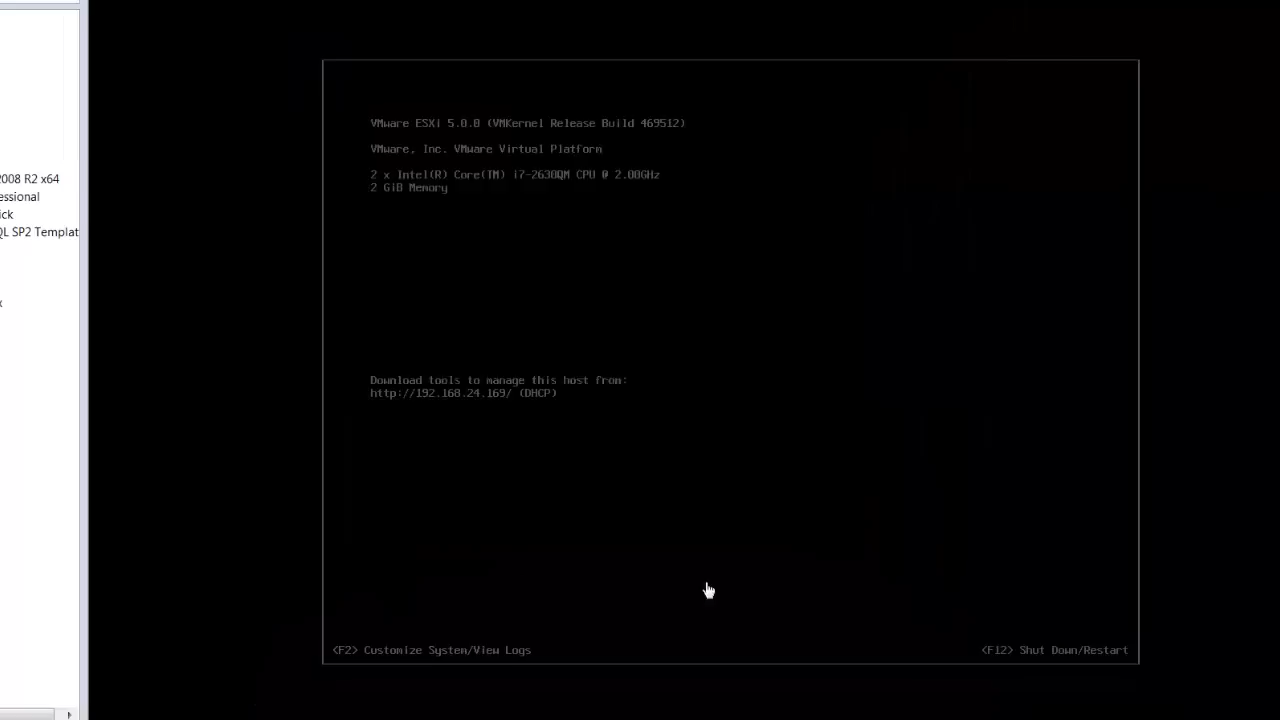 2008 R2 x64
essional
ick
QL SP2 Templat
x
VMware ESXi 5.0.0 (VMKernel Release Build 469512)
VMware, Inc. VMware Virtual Platform
2 x Intel(R) Core(TM) i7-2630QM CPU @ 2.00GHz
2 GiB Memory
Download tools to manage this host from:
http://192.168.24.169/ (DHCP)
<F2> Customize System/View Logs
<F12> Shut Down/Restart